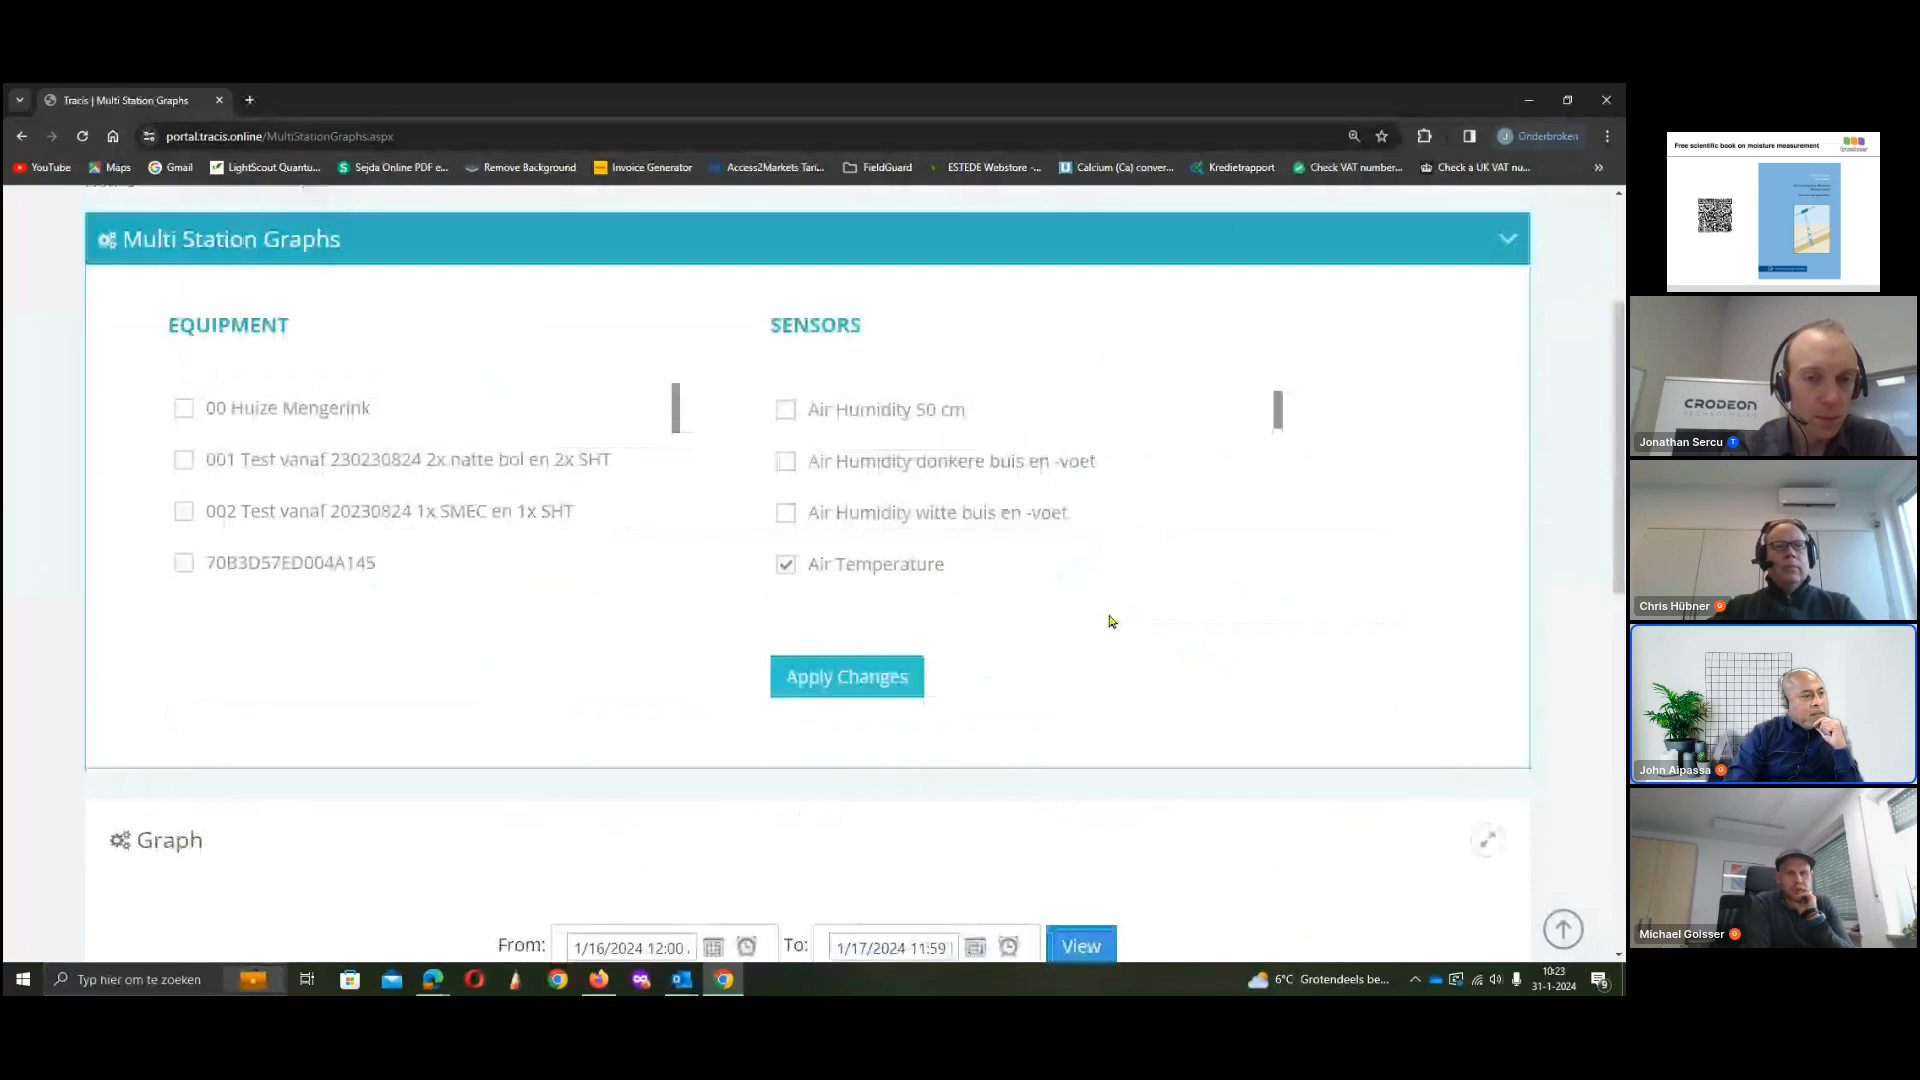 Tracis | Multi Station Graphs
portal.tracis.online/MultiStationGraphs.aspx
Onderbroken
YouTube
Maps
Gmail
LightScout Quantu...
Sejda Online PDF e...
Remove Background
Invoice Generator
Access2Markets Tari...
FieldGuard
ESTEDE Webstore -...
Calcium (Ca) conver...
Kredietrapport
Check VAT number...
Check a UK VAT nu...
Multi Station Graphs
EQUIPMENT
00 Huize Mengerink
001 Test vanaf 230230824 2x natte bol en 2x SHT
002 Test vanaf 20230824 1x SMEC en 1x SHT
70B3D57ED004A145
SENSORS
Air Humidity 50 cm
Air Humidity donkere buis en -voet
Air Humidity witte buis en -voet
Air Temperature
Apply Changes
Graph
From: 1/16/2024 12:00 To: 1/17/2024 11:59 View
Typ hier om te zoeken
6°C Grotendeels be...
10:23
31-1-2024
Free scientific book on moisture measurement
CRODEON
TECHNOLOGIES
Jonathan Sercu
Chris Hübner
John Aipassa
Michael Goisser